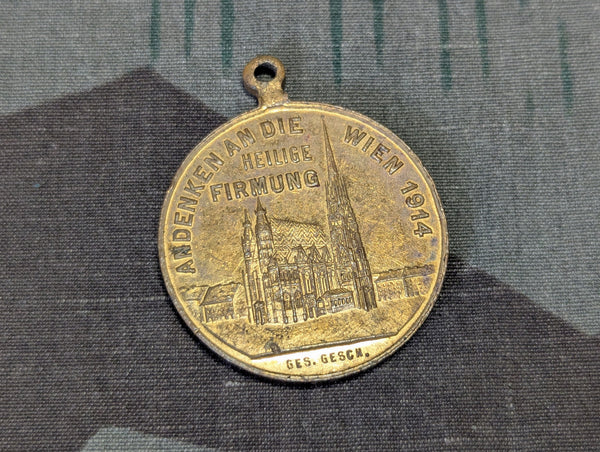 ANDENKEN AN DIE
HEILIGE
FIRMUNG
WIEN 1914
GES. GESCH.